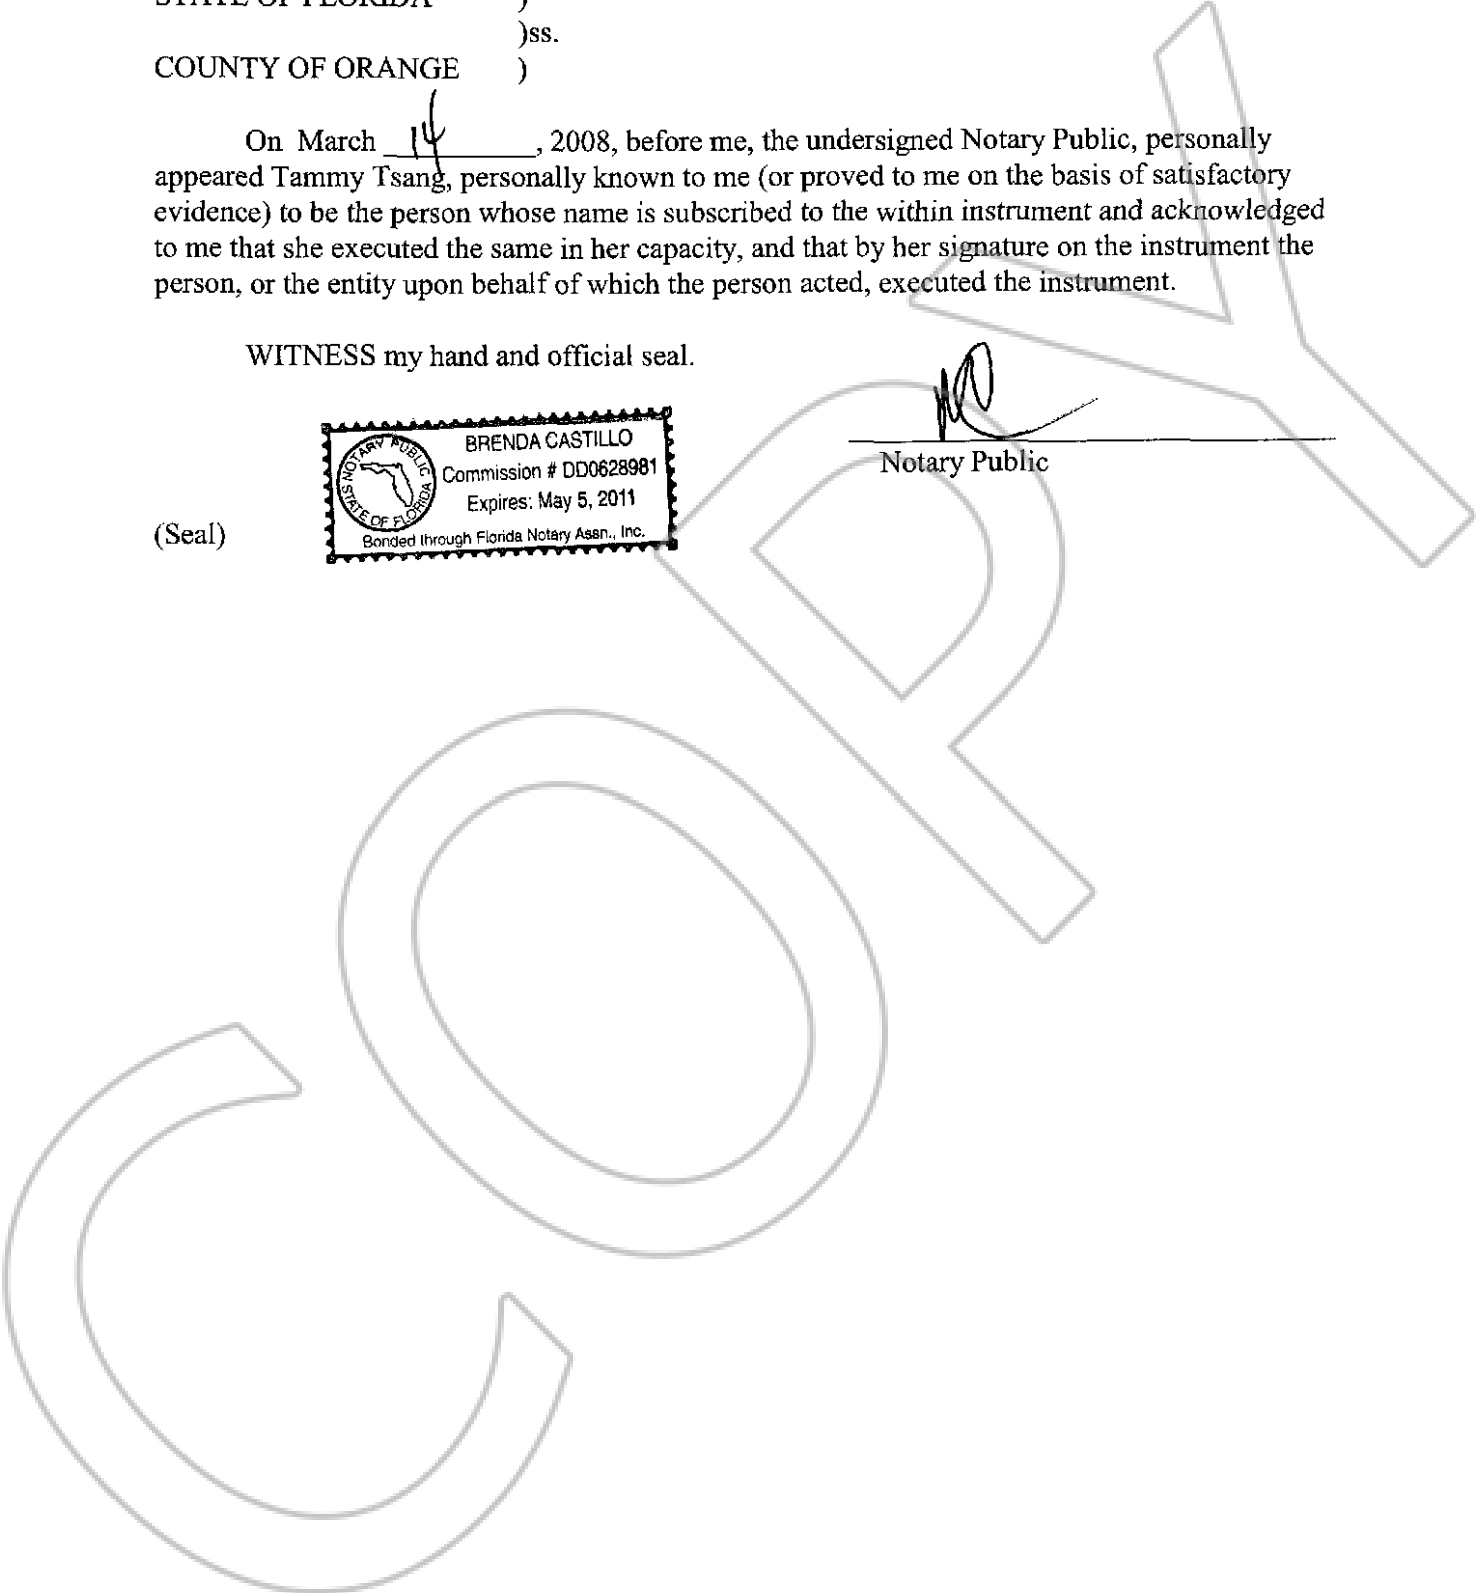 STATE OF FLORIDA )
)ss.
COUNTY OF ORANGE )
On March 14, 2008, before me, the undersigned Notary Public, personally
appeared Tammy Tsang, personally known to me (or proved to me on the basis of satisfactory
evidence) to be the person whose name is subscribed to the within instrument and acknowledged
to me that she executed the same in her capacity, and that by her signature on the instrument the
person, or the entity upon behalf of which the person acted, executed the instrument.
WITNESS my hand and official seal.
Notary Public
(Seal)
NOTARY PUBLIC
STATE OF FLORIDA
BRENDA CASTILLO
Commission # DD0628981
Expires: May 5, 2011
Bonded through Florida Notary Assn., Inc.
COPY